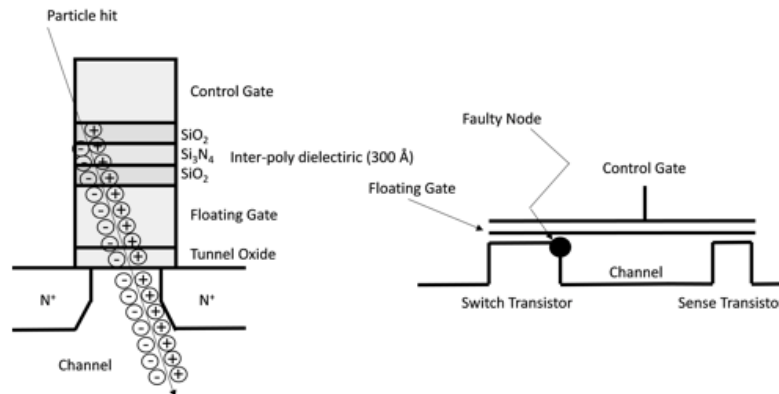 Particle hit
Control Gate
SiO₂
Si₃N₄
SiO₂
Inter-poly dielectiric (300 Å)
Floating Gate
Tunnel Oxide
N⁺
N⁺
Channel
Faulty Node
Control Gate
Floating Gate
Channel
Switch Transistor
Sense Transisto